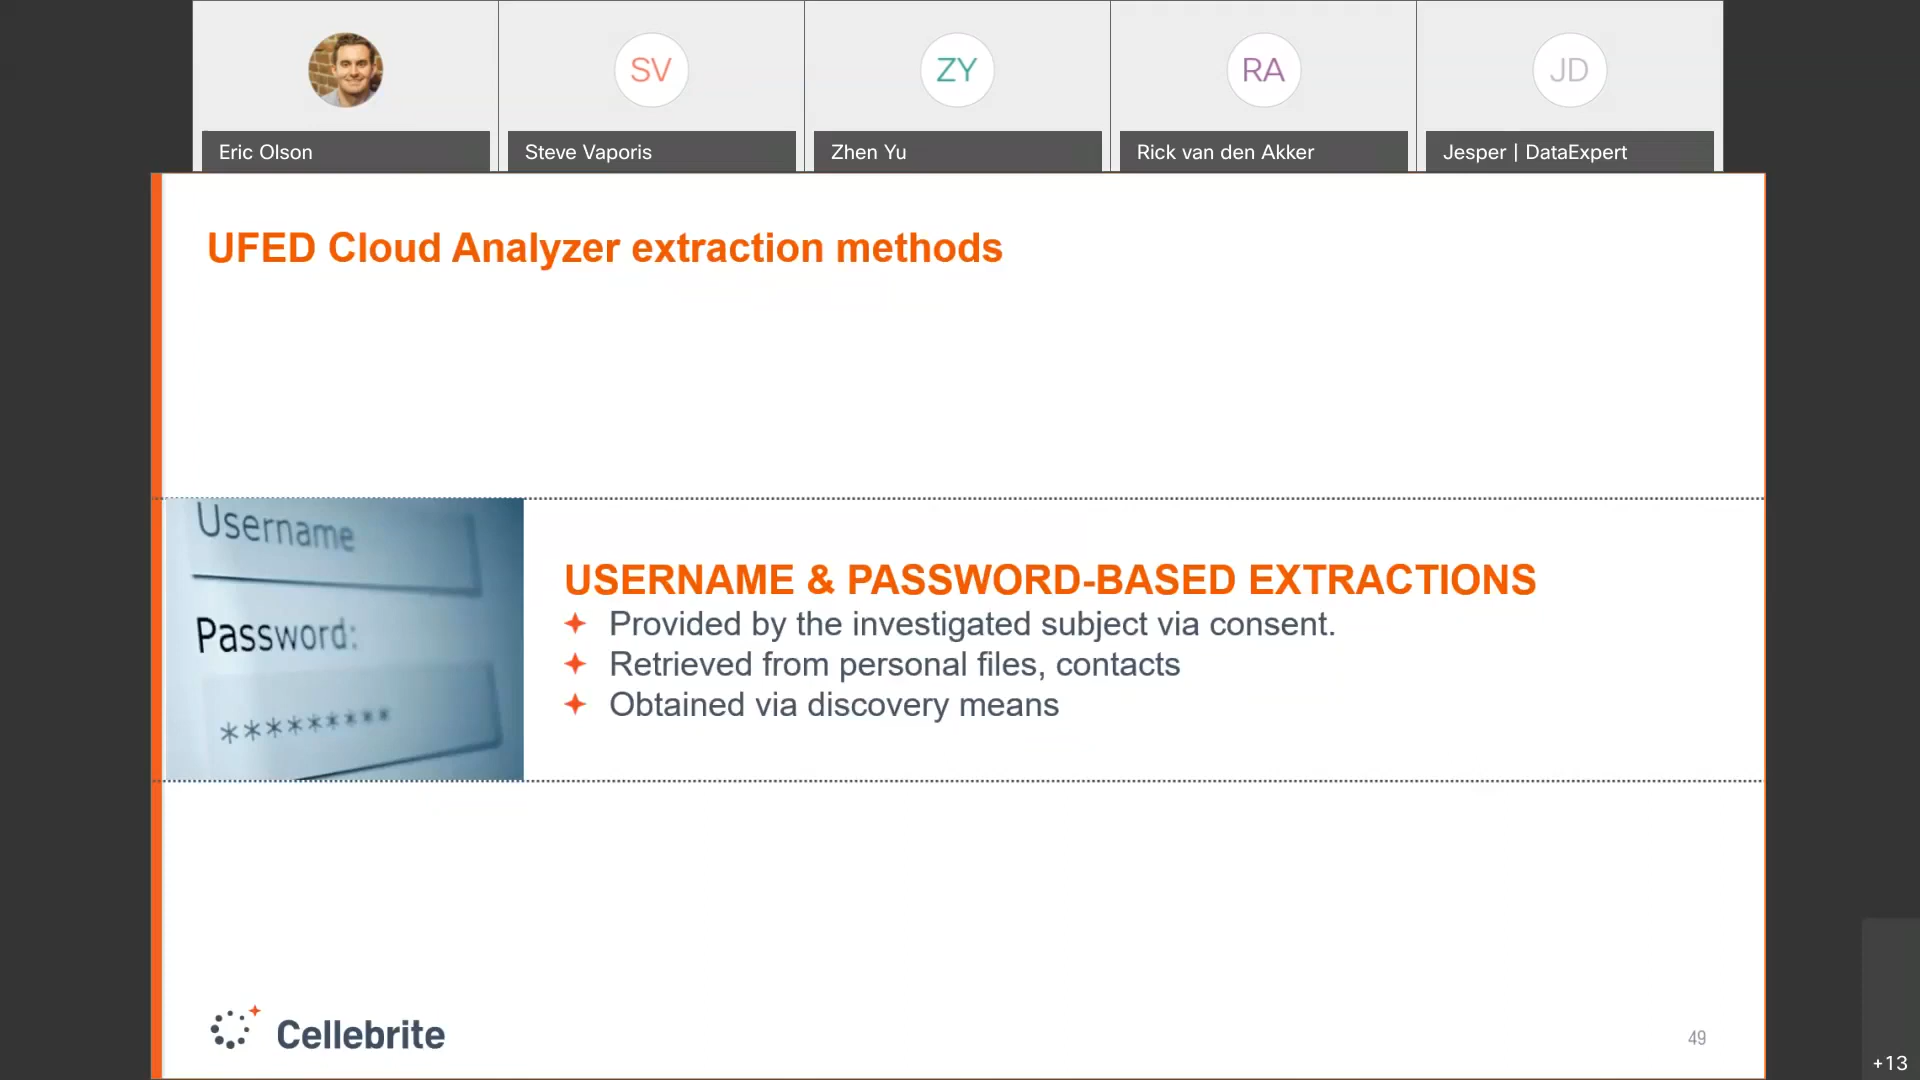 SV
ZY
RA
JD
Eric Olson
Steve Vaporis
Zhen Yu
Rick van den Akker
Jesper | DataExpert
UFED Cloud Analyzer extraction methods
Username
Password:
*********
USERNAME & PASSWORD-BASED EXTRACTIONS
Provided by the investigated subject via consent.
Retrieved from personal files, contacts
Obtained via discovery means
Cellebrite
49
+13